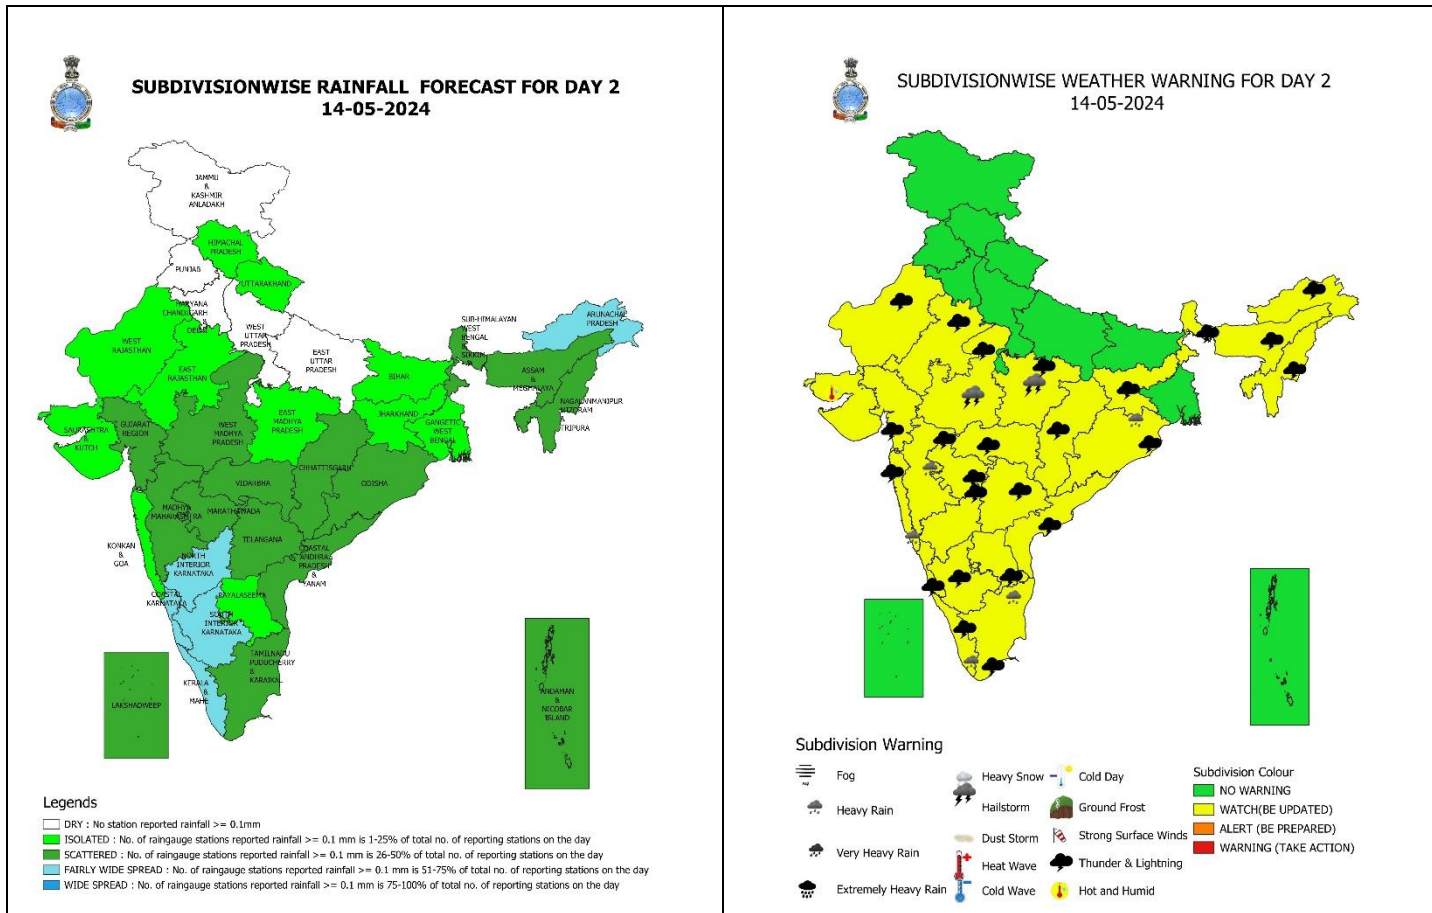 SUBDIVISIONWISE RAINFALL FORECAST FOR DAY 2
14-05-2024
JAMMU
&
KASHMIR
ANLADAKH
HIMACHAL
PRADESH
PUNJAB
UTTARAKHAND
HARYANA
CHANDIGARH
&
DELHI
WEST
UTTAR
PRADESH
EAST
UTTAR
PRADESH
WEST
RAJASTHAN
EAST
RAJASTHAN
SUB-HIMALAYAN
WEST
BENGAL
&
SIKKIM
ARUNACHAL
PRADESH
ASSAM
&
MEGHALAYA
NAGALANMANIPUR
MIZORAM
&
TRIPURA
BIHAR
JHARKHAND
GANGETIC
WEST
BENGAL
SAURASHTRA
&
KUTCH
GUJARAT
REGION
WEST
MADHYA
PRADESH
EAST
MADHYA
PRADESH
CHHATTISGARH
ODISHA
VIDARBHA
MADHYA
MAHARASHTRA
MARATHAWADA
TELANGANA
KONKAN
&
GOA
NORTH
INTERIOR
KARNATAKA
COASTAL
ANDHRA
PRADESH
&
YANAM
COASTAL
KARNATAKA
RAYALASEEMA
SOUTH
INTERIOR
KARNATAKA
TAMILNADU
PUDUCHERRY
&
KARAIKAL
KERALA
&
MAHE
LAKSHADWEEP
ANDAMAN
&
NICOBAR
ISLAND
Legends
DRY : No station reported rainfall >= 0.1mm
ISOLATED : No. of raingauge stations reported rainfall >= 0.1 mm is 1-25% of total no. of reporting stations on the day
SCATTERED : No. of raingauge stations reported rainfall >= 0.1 mm is 26-50% of total no. of reporting stations on the day
FAIRLY WIDE SPREAD : No. of raingauge stations reported rainfall >= 0.1 mm is 51-75% of total no. of reporting stations on the day
WIDE SPREAD : No. of raingauge stations reported rainfall >= 0.1 mm is 75-100% of total no. of reporting stations on the day
SUBDIVISIONWISE WEATHER WARNING FOR DAY 2
14-05-2024
Subdivision Warning
Fog
Heavy Rain
Very Heavy Rain
Extremely Heavy Rain
Heavy Snow
Hailstorm
Dust Storm
Heat Wave
Cold Wave
Cold Day
Ground Frost
Strong Surface Winds
Thunder & Lightning
Hot and Humid
Subdivision Colour
NO WARNING
WATCH(BE UPDATED)
ALERT (BE PREPARED)
WARNING (TAKE ACTION)